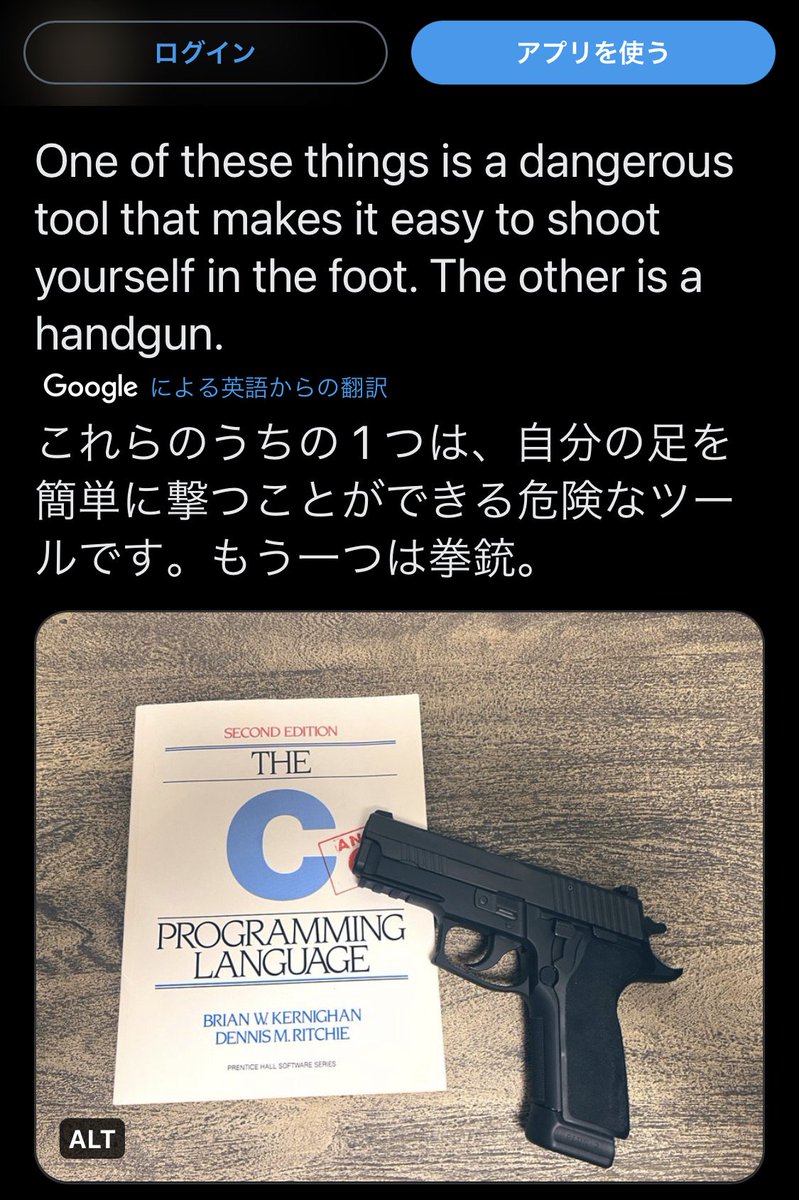 ログイン
アプリを使う
One of these things is a dangerous
tool that makes it easy to shoot
yourself in the foot. The other is a
handgun.
Google による英語からの翻訳
これらのうちの1つは、自分の足を
簡単に撃つことができる危険なツー
ルです。もう一つは拳銃。
SECOND EDITION
THE
C
AN
PROGRAMMING
LANGUAGE
BRIAN W. KERNIGHAN
DENNIS M. RITCHIE
PRENTICE HALL SOFTWARE SERIES
ALT